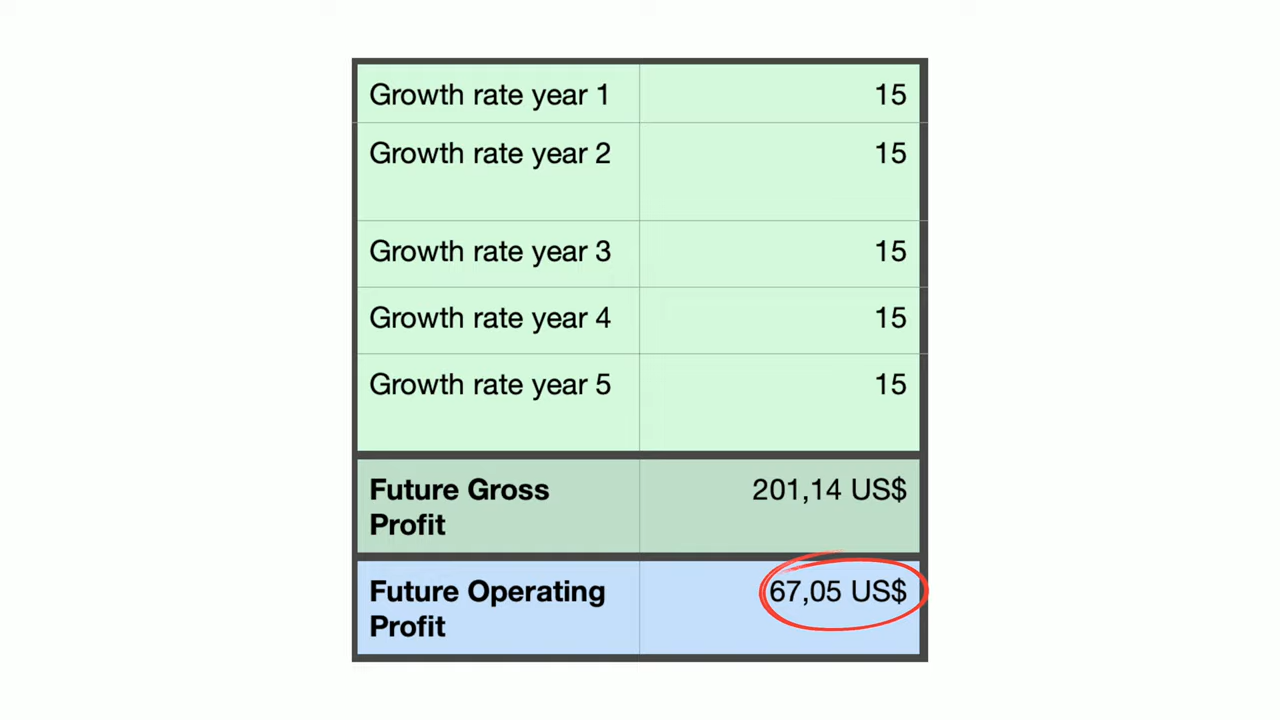 Growth rate year 1 15
Growth rate year 2 15
Growth rate year 3 15
Growth rate year 4 15
Growth rate year 5 15
Future Gross 201,14 US$
Profit
Future Operating 67,05 US$
Profit